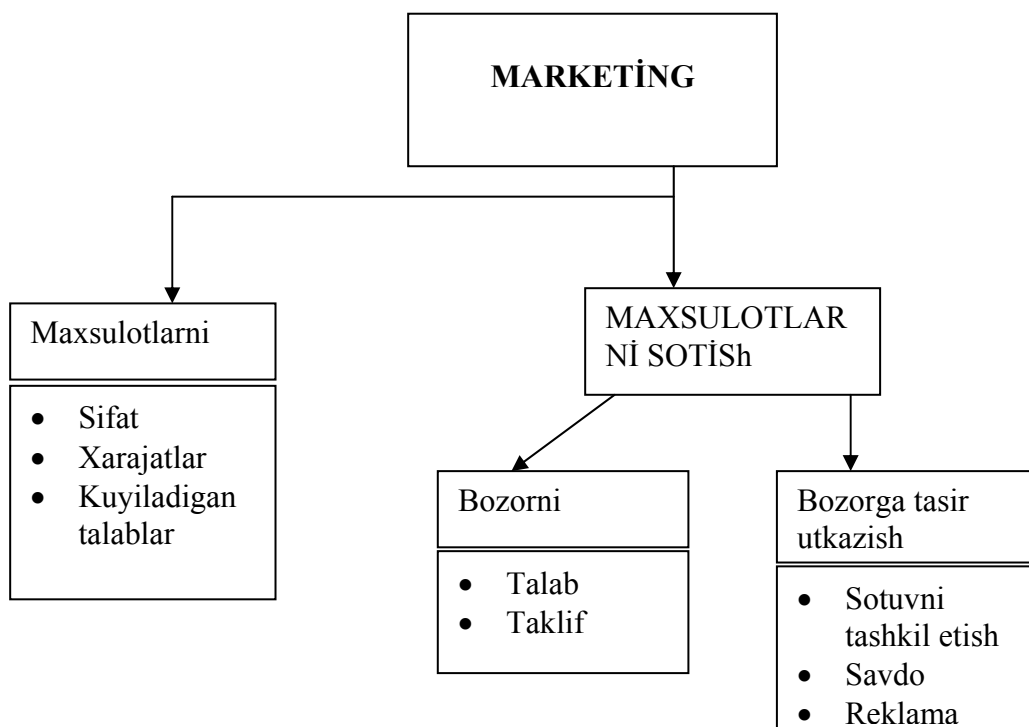 MARKETİNG
Maxsulotlarni
• Sifat
• Xarajatlar
• Kuyiladigan
talablar
MAXSULOTLAR
Nİ SOTİSh
Bozorni
• Talab
• Taklif
Bozorga tasir
utkazish
• Sotuvni
tashkil etish
• Savdo
• Reklama